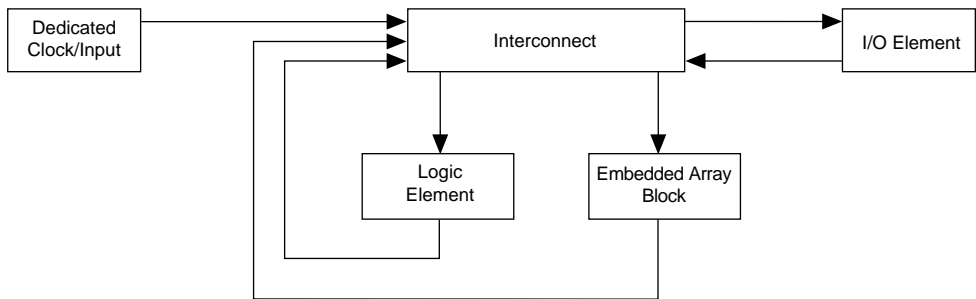 Dedicated
Clock/Input
Interconnect
I/O Element
Logic
Element
Embedded Array
Block